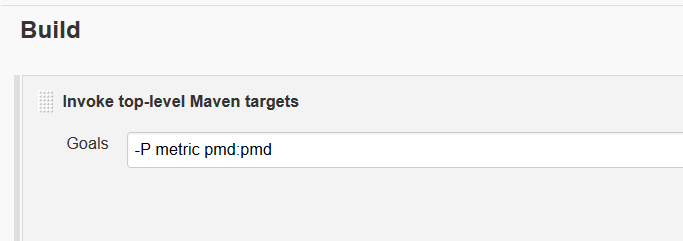 Build
Invoke top-level Maven targets
Goals
-P metric pmd:pmd